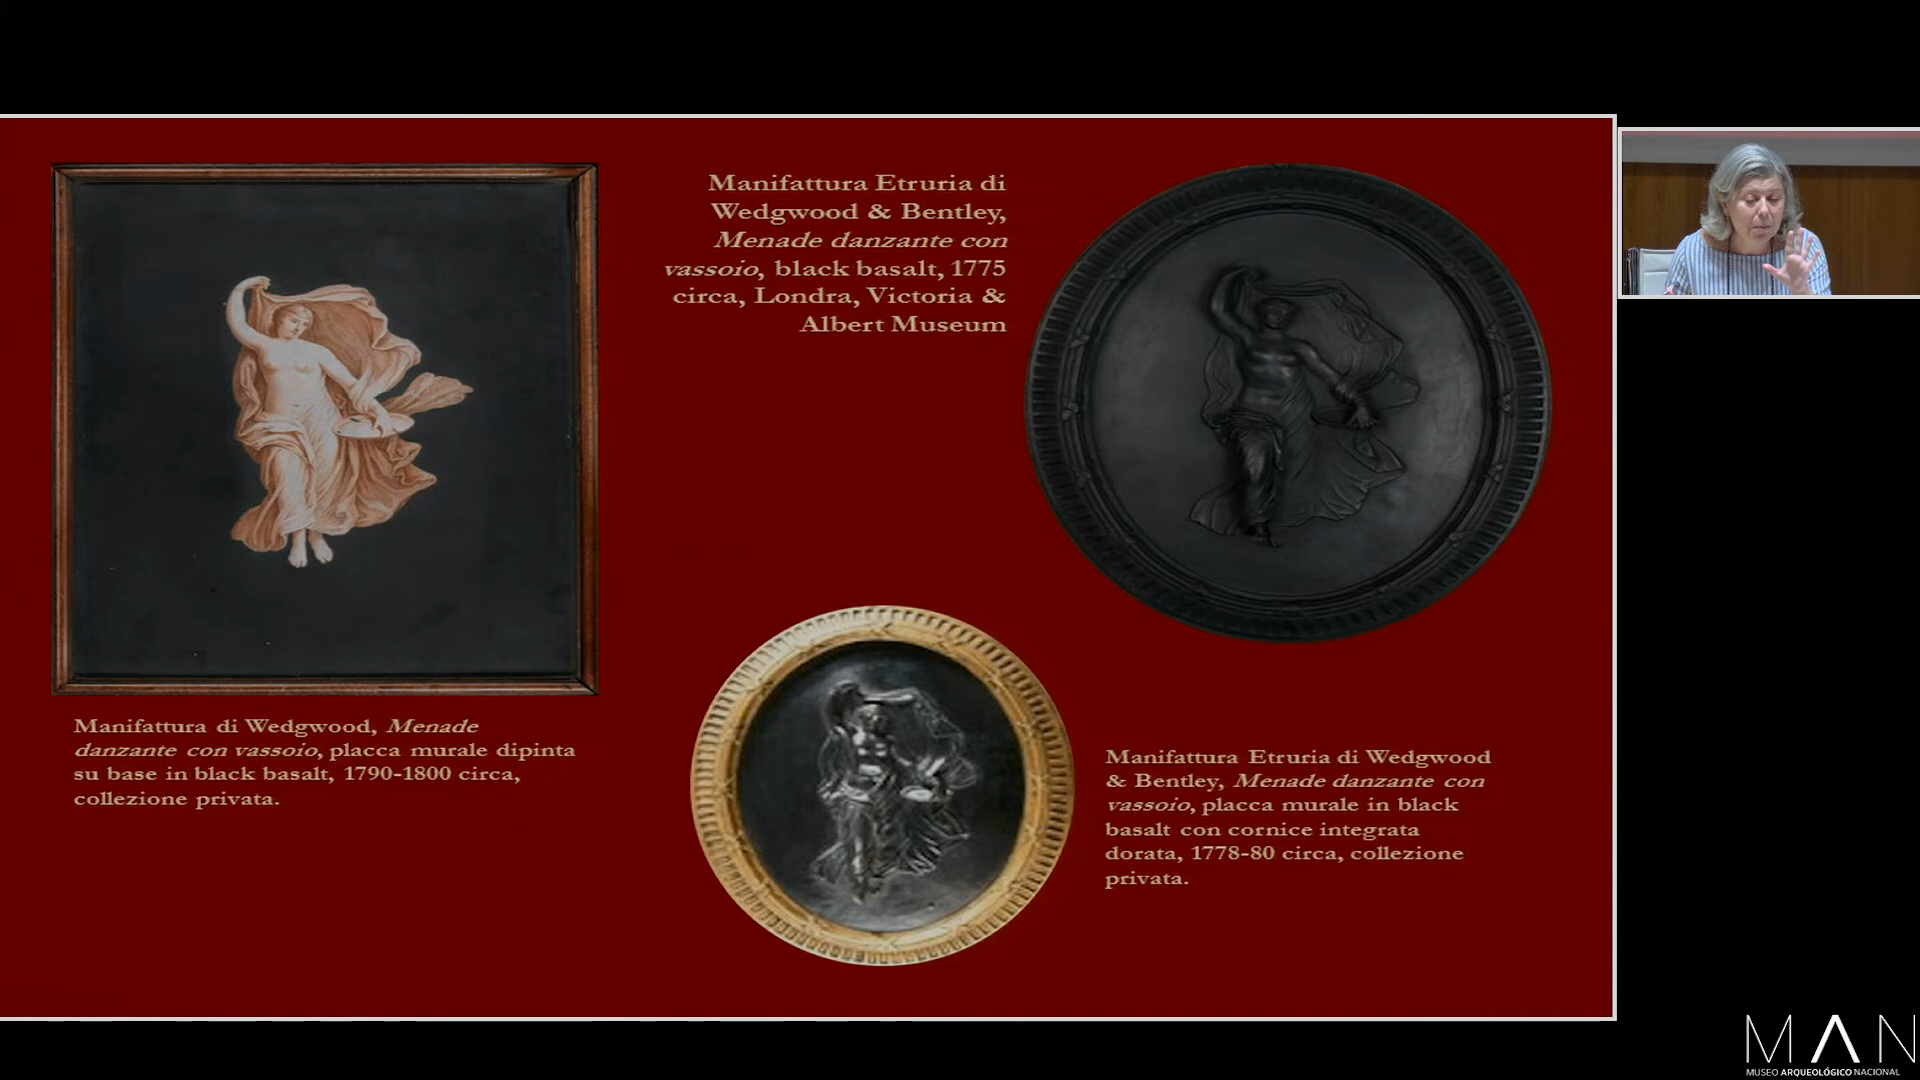 Manifattura Etruria di
Wedgwood & Bentley,
Menade danzante con
vassoio, black basalt, 1775
circa, Londra, Victoria &
Albert Museum
Manifattura di Wedgwood, Menade
danzante con vassoio, placca murale dipinta
su base in black basalt, 1790-1800 circa,
collezione privata.
Manifattura Etruria di Wedgwood
& Bentley, Menade danzante con
vassoio, placca murale in black
basalt con cornice integrata
dorata, 1778-80 circa, collezione
privata.
MAN
MUSEO ARQUEOLÓGICO NACIONAL